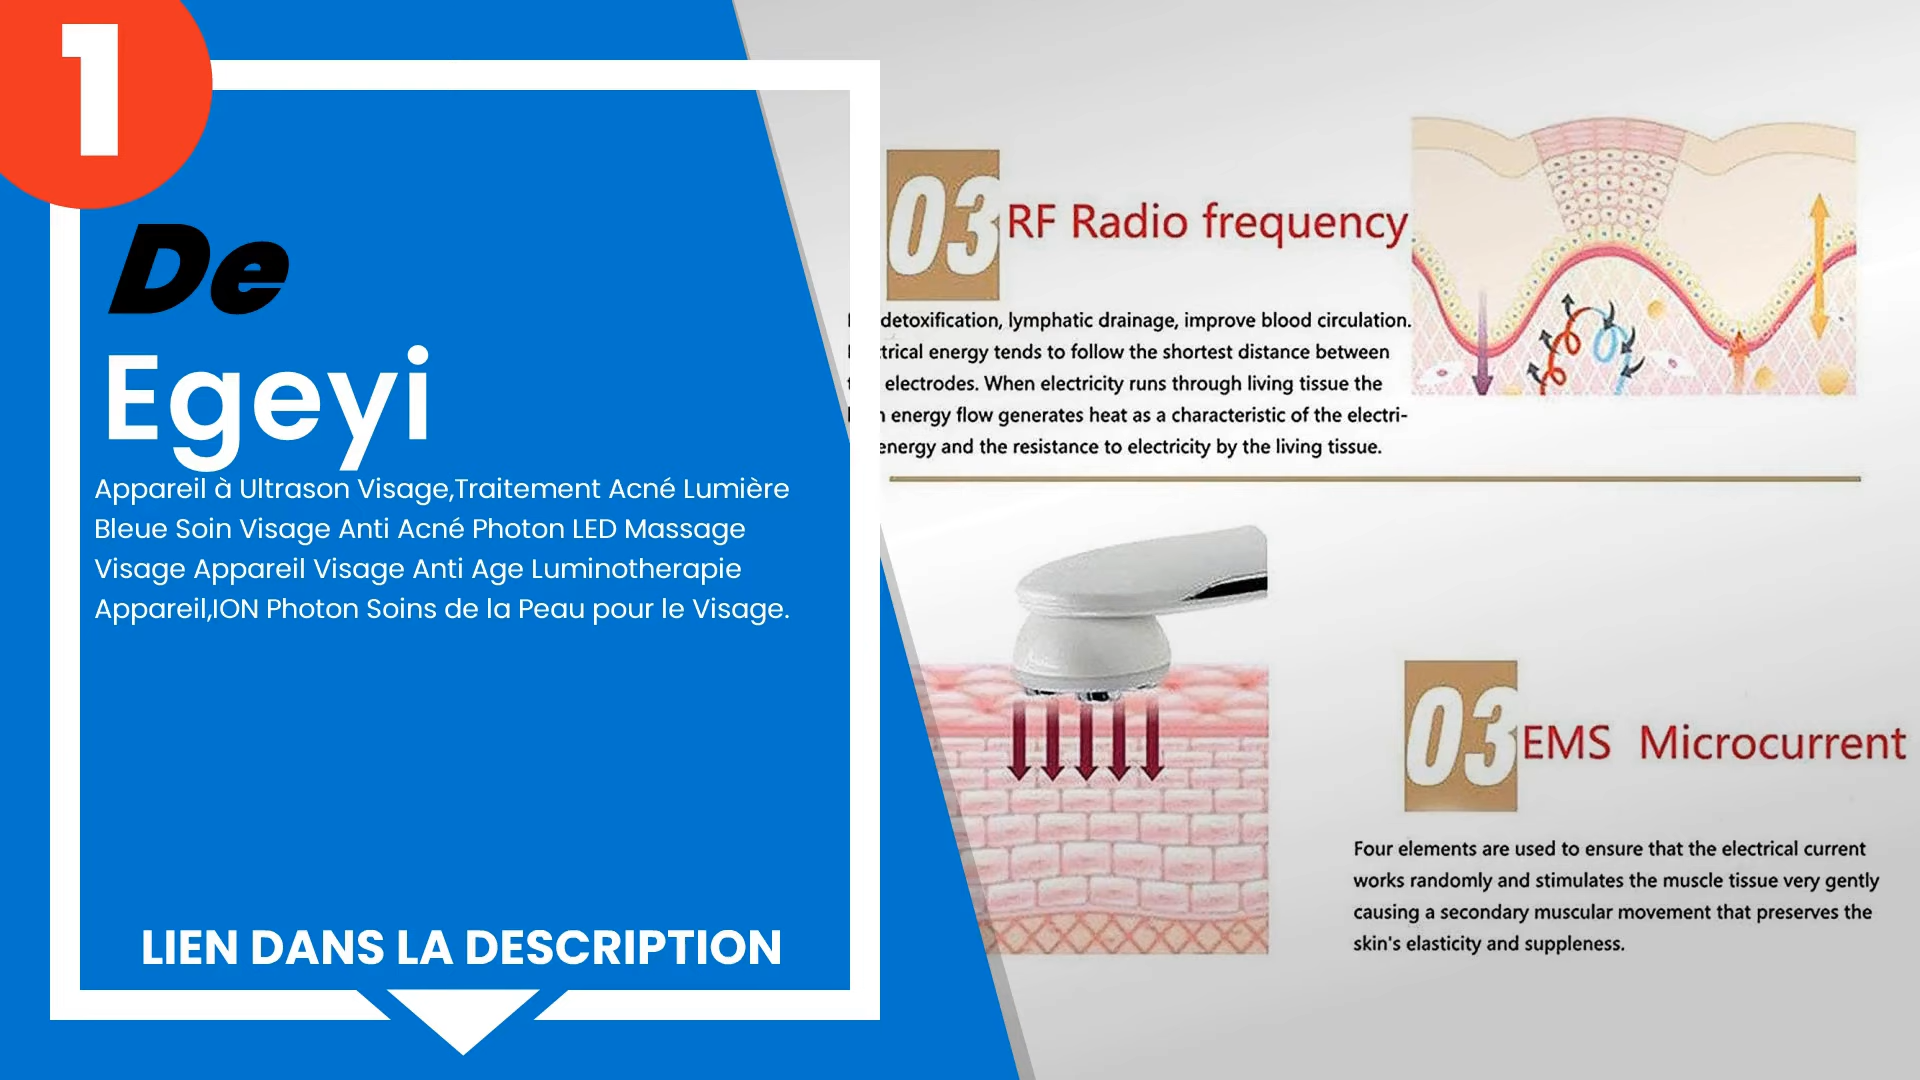 1
De
Egeyi
Appareil à Ultrason Visage,Traitement Acné Lumière
Bleue Soin Visage Anti Acné Photon LED Massage
Visage Appareil Visage Anti Age Luminotherapie
Appareil,ION Photon Soins de la Peau pour le Visage.
LIEN DANS LA DESCRIPTION
03
RF Radio frequency
detoxification, lymphatic drainage, improve blood circulation.
energy tends to follow the shortest distance between
electrodes. When electricity runs through living tissue the
energy flow generates heat as a characteristic of the electri-
energy and the resistance to electricity by the living tissue.
03
EMS Microcurrent
Four elements are used to ensure that the electrical current
works randomly and stimulates the muscle tissue very gently
causing a secondary muscular movement that preserves the
skin's elasticity and suppleness.